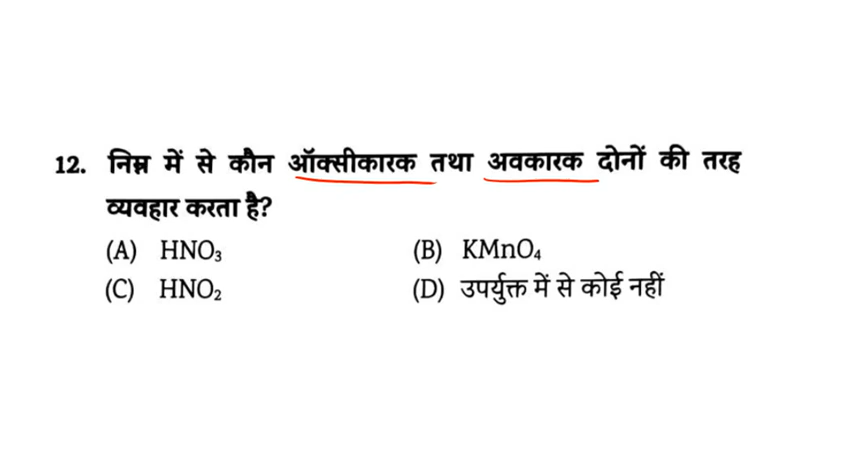 12. निम्न में से कौन ऑक्सीकारक तथा अवकारक दोनों की तरह
व्यवहार करता है?
(A) HNO₃ (B) KMnO₄
(C) HNO₂ (D) उपर्युक्त में से कोई नहीं